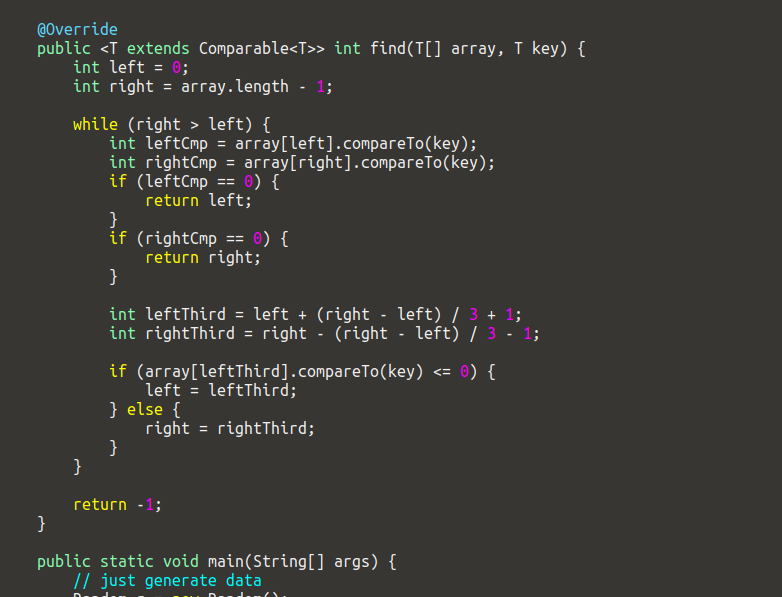 @Override
public <T extends Comparable<T>> int find(T[] array, T key) {
int left = 0;
int right = array.length - 1;
while (right > left) {
int leftCmp = array[left].compareTo(key);
int rightCmp = array[right].compareTo(key);
if (leftCmp == 0) {
return left;
}
if (rightCmp == 0) {
return right;
}
int leftThird = left + (right - left) / 3 + 1;
int rightThird = right - (right - left) / 3 - 1;
if (array[leftThird].compareTo(key) <= 0) {
left = leftThird;
} else {
right = rightThird;
}
}
return -1;
}
public static void main(String[] args) {
// just generate data